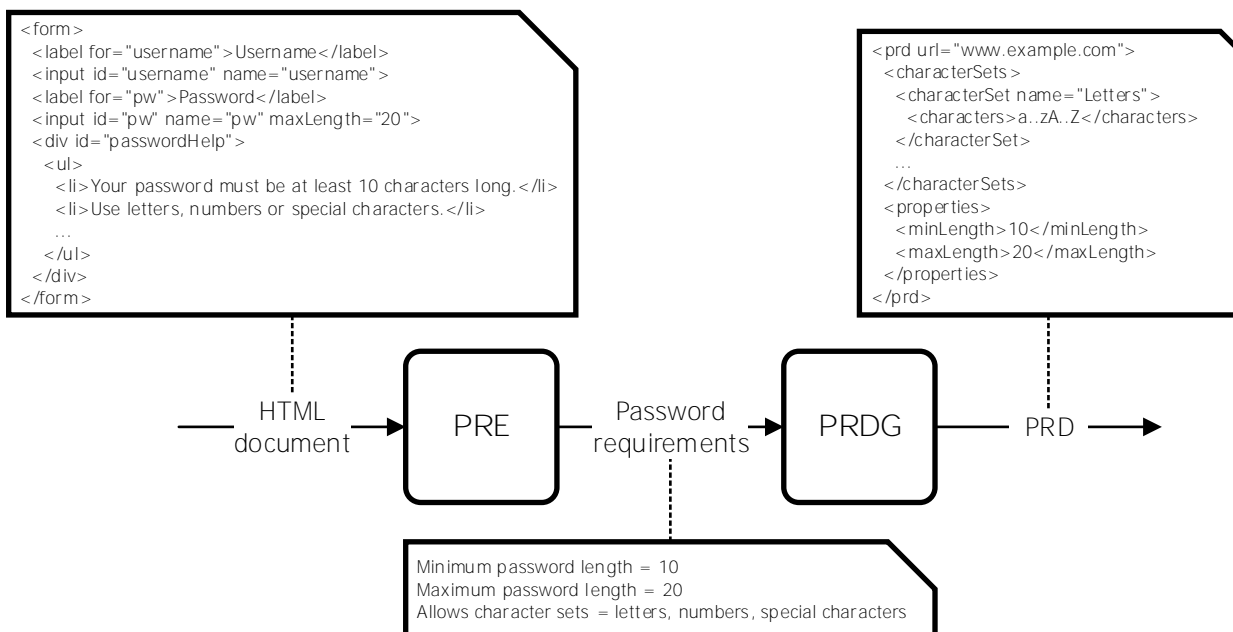 <form>
<label for="username">Username</label>
<input id="username" name="username">
<label for="pw">Password</label>
<input id="pw" name="pw" maxLength="20">
<div id="passwordHelp">
<ul>
<li>Your password must be at least 10 characters long.</li>
<li>Use letters, numbers or special characters.</li>
...
</ul>
</div>
</form>
<prd url="www.example.com">
<characterSets>
<characterSet name="Letters">
<characters>a..zA..Z</characters>
</characterSet>
...
</characterSets>
<properties>
<minLength>10</minLength>
<maxLength>20</maxLength>
</properties>
</prd>
HTML
document
PRE
Password
requirements
PRDG
PRD
Minimum password length = 10
Maximum password length = 20
Allows character sets = letters, numbers, special characters